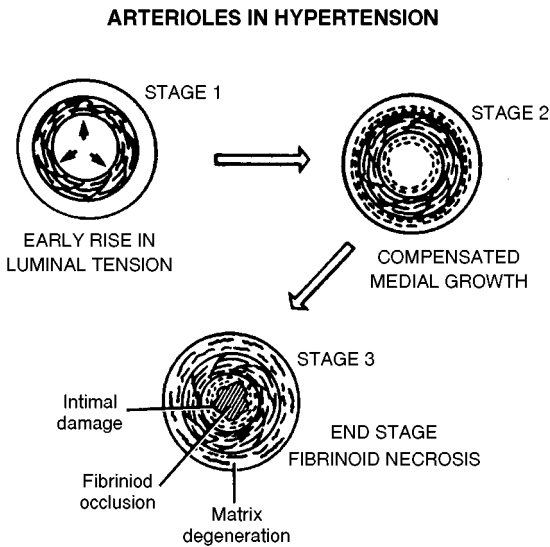 ARTERIOLES IN HYPERTENSION
STAGE 1
EARLY RISE IN
LUMINAL TENSION
STAGE 2
COMPENSATED
MEDIAL GROWTH
STAGE 3
Intimal
damage
Fibriniod
occlusion
Matrix
degeneration
END STAGE
FIBRINOID NECROSIS